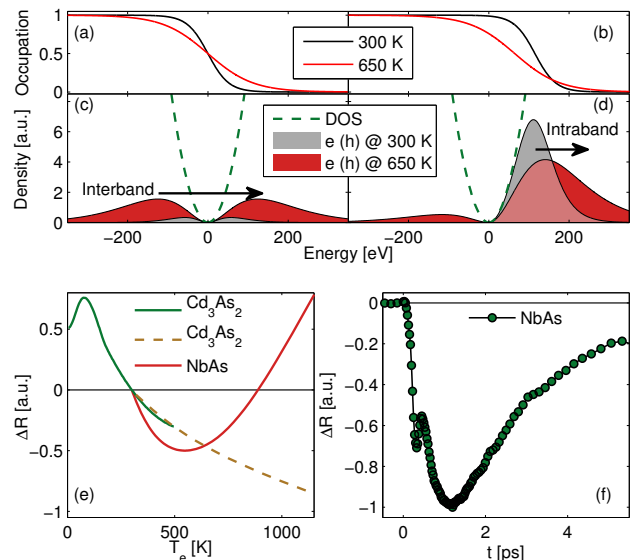 (a)
(b)
Occupation
1
0.5
0
300 K
650 K
(c)
(d)
Density [a.u.]
6
4
2
0
DOS
e (h) @ 300 K
e (h) @ 650 K
Interband
Intraband
−200 0 200
−200 0 200
Energy [eV]
Cd3As2
Cd3As2
NbAs
ΔR [a.u.]
0.5
0
−0.5
−1
(e)
0 500 1000
Te [K]
NbAs
ΔR [a.u.]
0
−0.2
−0.4
−0.6
−0.8
−1
(f)
0 2 4
t [ps]